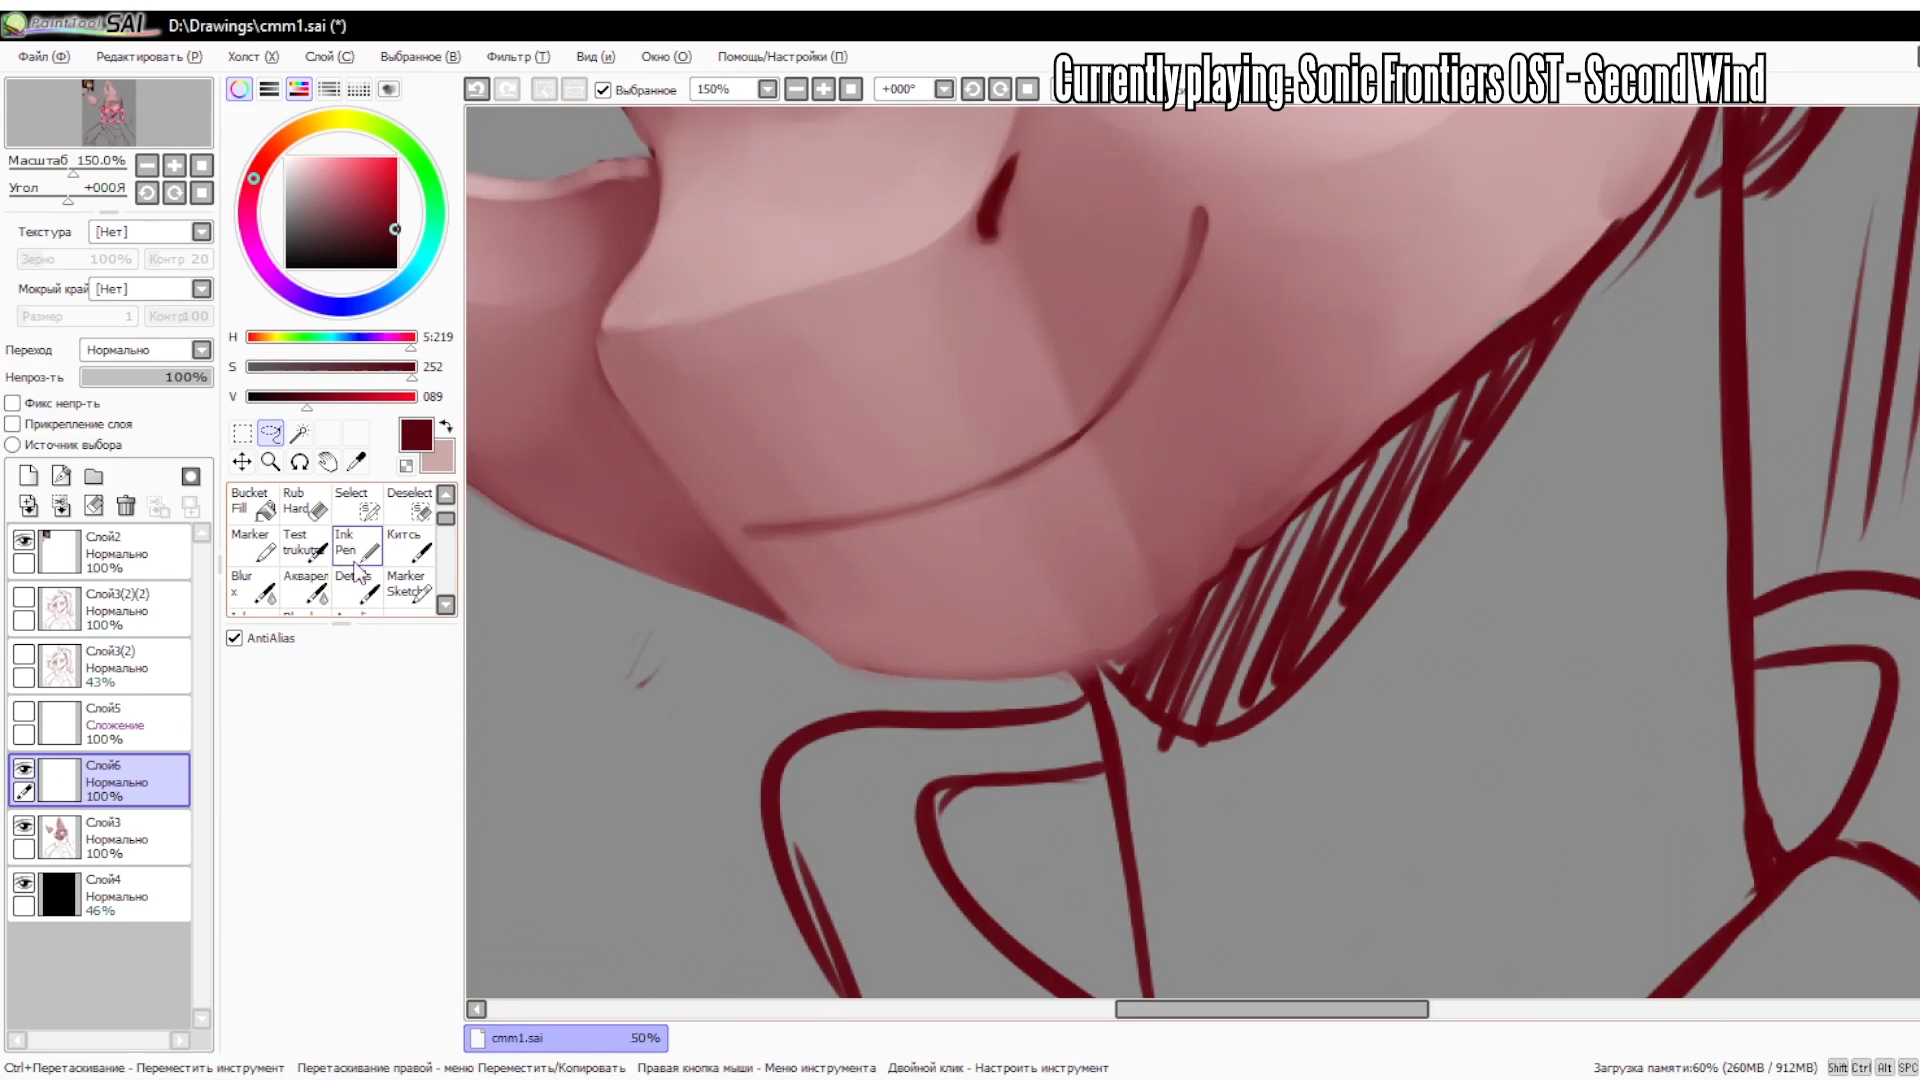 PaintTool SAI D:\Drawings\cmm1.sai (*)
Файл (Ф) Редактировать (Р) Холст (X) Слой (С) Выбранное (В) Фильтр (Т) Вид (и) Окно (О) Помощь/Настройки (П)
Currently playing: Sonic Frontiers OST - Second Wind
Выбранное 150% +000°
Масштаб 150.0%
Угол +000Я
Текстура [Нет]
Зерно 100% Контр 20
Мокрый край [Нет]
Размер 1 Контр 100
Переход Нормально
Непроз-ть 100%
Фикс непр-ть
Прикрепление слоя
Источник выбора
H 5:219
S 252
V 089
Bucket Fill
Rub Hard
Select
Deselect
Marker
Test
Ink Pen
Китсь
Blur x
Акварел
Marker Sketch
AntiAlias
Слой2
Нормально
100%
Слой3(2)(2)
Нормально
100%
Слой3(2)
Нормально
43%
Слой5
Сложение
100%
Слой6
Нормально
100%
Слой3
Нормально
100%
Слой4
Нормально
46%
cmm1.sai 50%
Ctrl+Перетаскивание - Переместить инструмент Перетаскивание правой - меню Переместить/Копировать Правая кнопка мыши - Меню инструмента Двойной клик - Настроить инструмент Загрузка памяти:60% (260MB / 912MB) Shift Ctrl Alt SPC